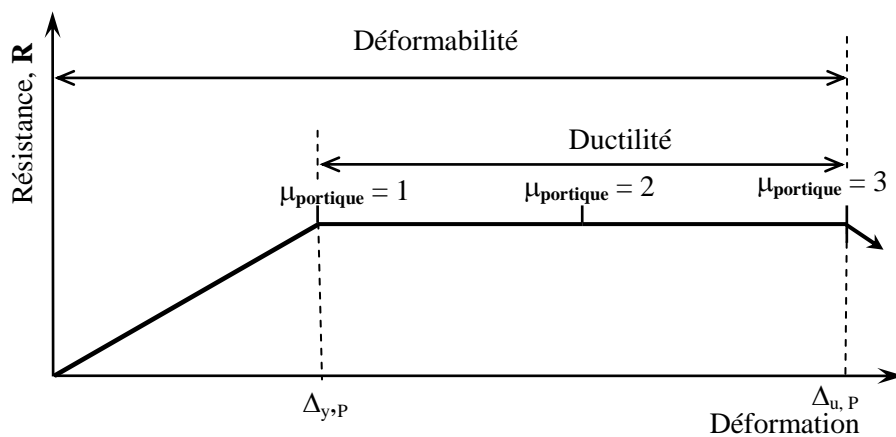 Déformabilité
Résistance, R
Ductilité
μportique = 1
μportique = 2
μportique = 3
Δy,P
Δu, P
Déformation